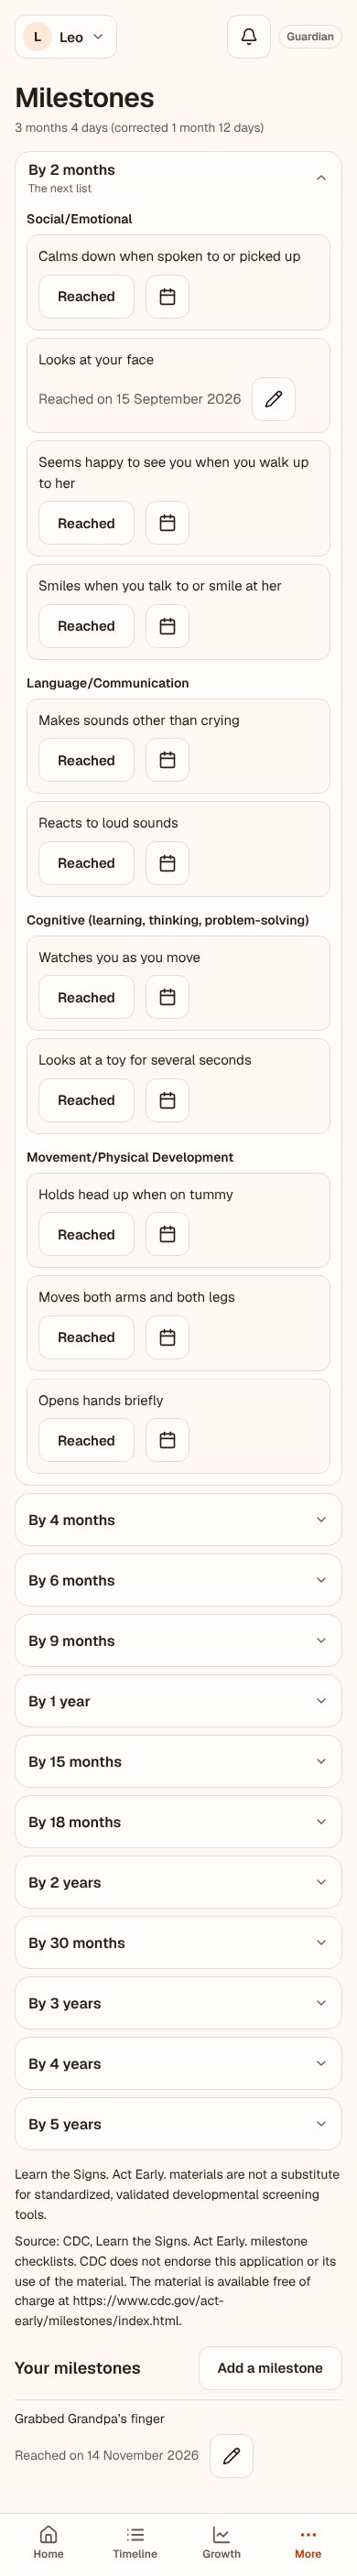 L Leo
Guardian
Milestones
3 months 4 days (corrected 1 month 12 days)
By 2 months
The next list
Social/Emotional
Calms down when spoken to or picked up
Reached
Looks at your face
Reached on 15 September 2026
Seems happy to see you when you walk up
to her
Reached
Smiles when you talk to or smile at her
Reached
Language/Communication
Makes sounds other than crying
Reached
Reacts to loud sounds
Reached
Cognitive (learning, thinking, problem-solving)
Watches you as you move
Reached
Looks at a toy for several seconds
Reached
Movement/Physical Development
Holds head up when on tummy
Reached
Moves both arms and both legs
Reached
Opens hands briefly
Reached
By 4 months
By 6 months
By 9 months
By 1 year
By 15 months
By 18 months
By 2 years
By 30 months
By 3 years
By 4 years
By 5 years
Learn the Signs. Act Early. materials are not a substitute
for standardized, validated developmental screening
tools.
Source: CDC, Learn the Signs. Act Early. milestone
checklists. CDC does not endorse this application or its
use of the material. The material is available free of
charge at https://www.cdc.gov/act-
early/milestones/index.html.
Your milestones
Add a milestone
Grabbed Grandpa’s finger
Reached on 14 November 2026
Home
Timeline
Growth
More